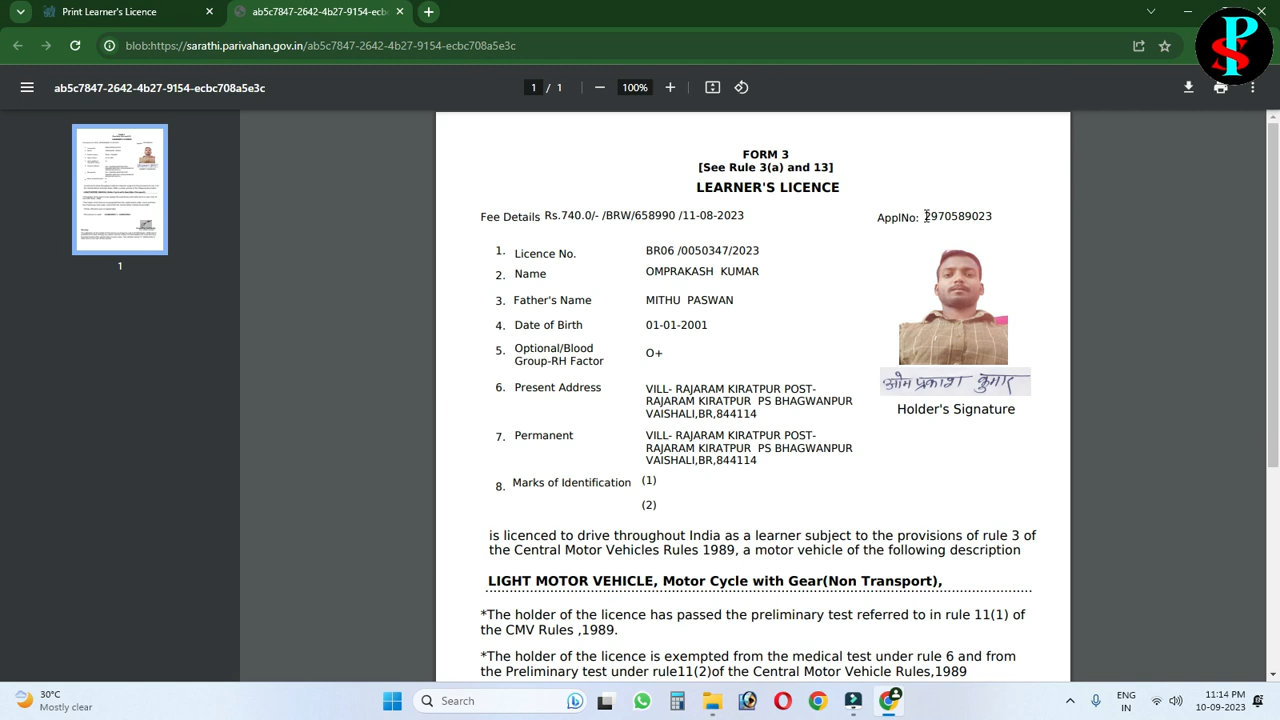 Print Learner's Licence
ab5c7847-2642-4b27-9154-ecbc
blob:https://sarathi.parivahan.gov.in/ab5c7847-2642-4b27-9154-ecbc708a5e3c
PS
ab5c7847-2642-4b27-9154-ecbc708a5e3c
1 / 1
100%
1
FORM 3
[See Rule 3(a) and 13]
LEARNER'S LICENCE
Fee Details Rs.740.0/- /BRW/658990 /11-08-2023
ApplNo: 2970589023
1. Licence No. BR06 /0050347/2023
2. Name OMPRAKASH KUMAR
3. Father's Name MITHU PASWAN
4. Date of Birth 01-01-2001
5. Optional/Blood
Group-RH Factor
O+
6. Present Address
VILL- RAJARAM KIRATPUR POST-
RAJARAM KIRATPUR PS BHAGWANPUR
VAISHALI,BR,844114
7. Permanent
VILL- RAJARAM KIRATPUR POST-
RAJARAM KIRATPUR PS BHAGWANPUR
VAISHALI,BR,844114
8. Marks of Identification (1)
(2)
ओम प्रकाश कुमार
Holder's Signature
is licenced to drive throughout India as a learner subject to the provisions of rule 3 of
the Central Motor Vehicles Rules 1989, a motor vehicle of the following description
LIGHT MOTOR VEHICLE, Motor Cycle with Gear(Non Transport),
*The holder of the licence has passed the preliminary test referred to in rule 11(1) of
the CMV Rules ,1989.
*The holder of the licence is exempted from the medical test under rule 6 and from
the Preliminary test under rule11(2)of the Central Motor Vehicle Rules,1989
30°C
Mostly clear
Search
ENG
IN
11:14 PM
10-09-2023